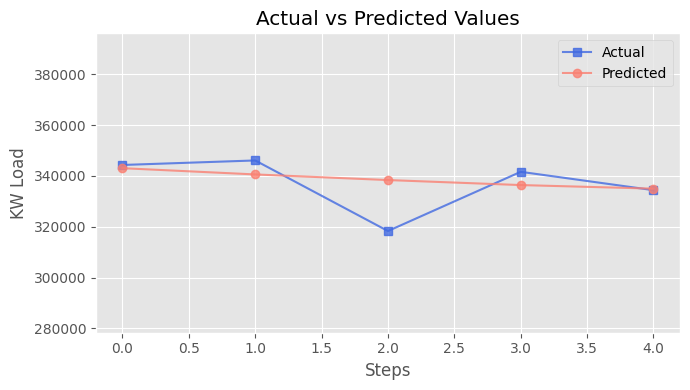 Actual vs Predicted Values
Actual
Predicted
KW Load
380000
360000
340000
320000
300000
280000
0.0 0.5 1.0 1.5 2.0 2.5 3.0 3.5 4.0
Steps